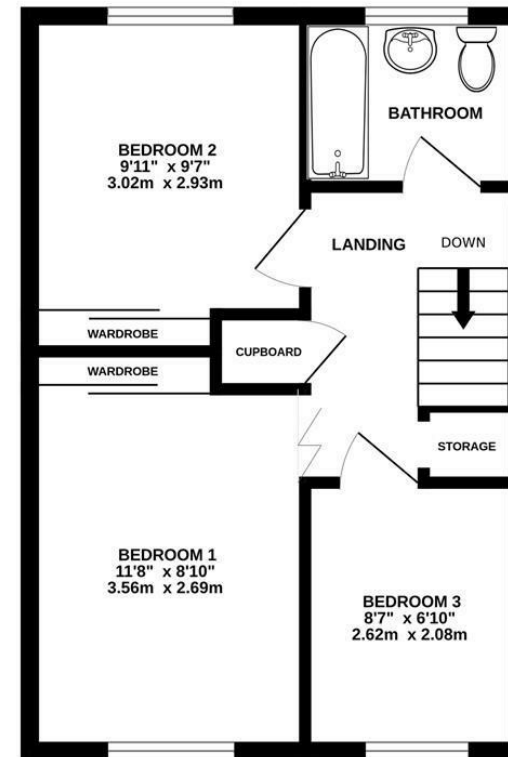 BEDROOM 2
9'11" x 9'7"
3.02m x 2.93m
BATHROOM
LANDING
DOWN
WARDROBE
CUPBOARD
WARDROBE
STORAGE
BEDROOM 1
11'8" x 8'10"
3.56m x 2.69m
BEDROOM 3
8'7" x 6'10"
2.62m x 2.08m